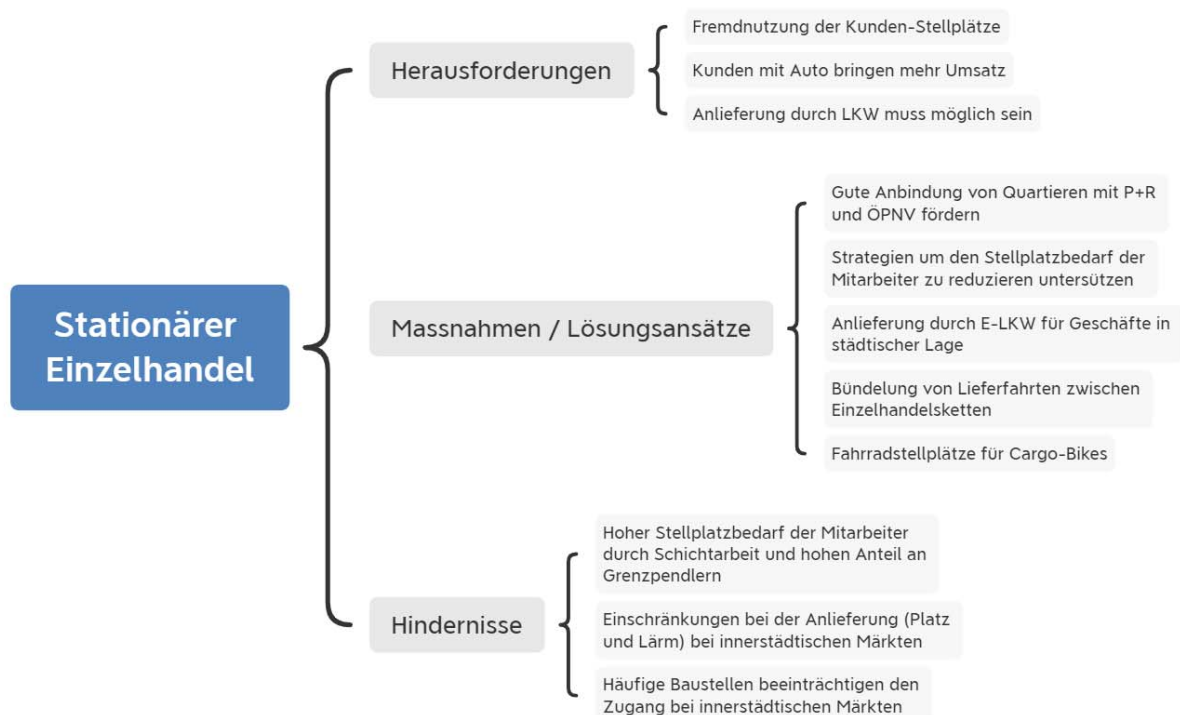 Stationärer
Einzelhandel
Herausforderungen
Fremdnutzung der Kunden-Stellplätze
Kunden mit Auto bringen mehr Umsatz
Anlieferung durch LKW muss möglich sein
Massnahmen / Lösungsansätze
Gute Anbindung von Quartieren mit P+R
und ÖPNV fördern
Strategien um den Stellplatzbedarf der
Mitarbeiter zu reduzieren untersützen
Anlieferung durch E-LKW für Geschäfte in
städtischer Lage
Bündelung von Lieferfahrten zwischen
Einzelhandelsketten
Fahrradstellplätze für Cargo-Bikes
Hindernisse
Hoher Stellplatzbedarf der Mitarbeiter
durch Schichtarbeit und hohen Anteil an
Grenzpendlern
Einschränkungen bei der Anlieferung (Platz
und Lärm) bei innerstädtischen Märkten
Häufige Baustellen beeinträchtigen den
Zugang bei innerstädtischen Märkten